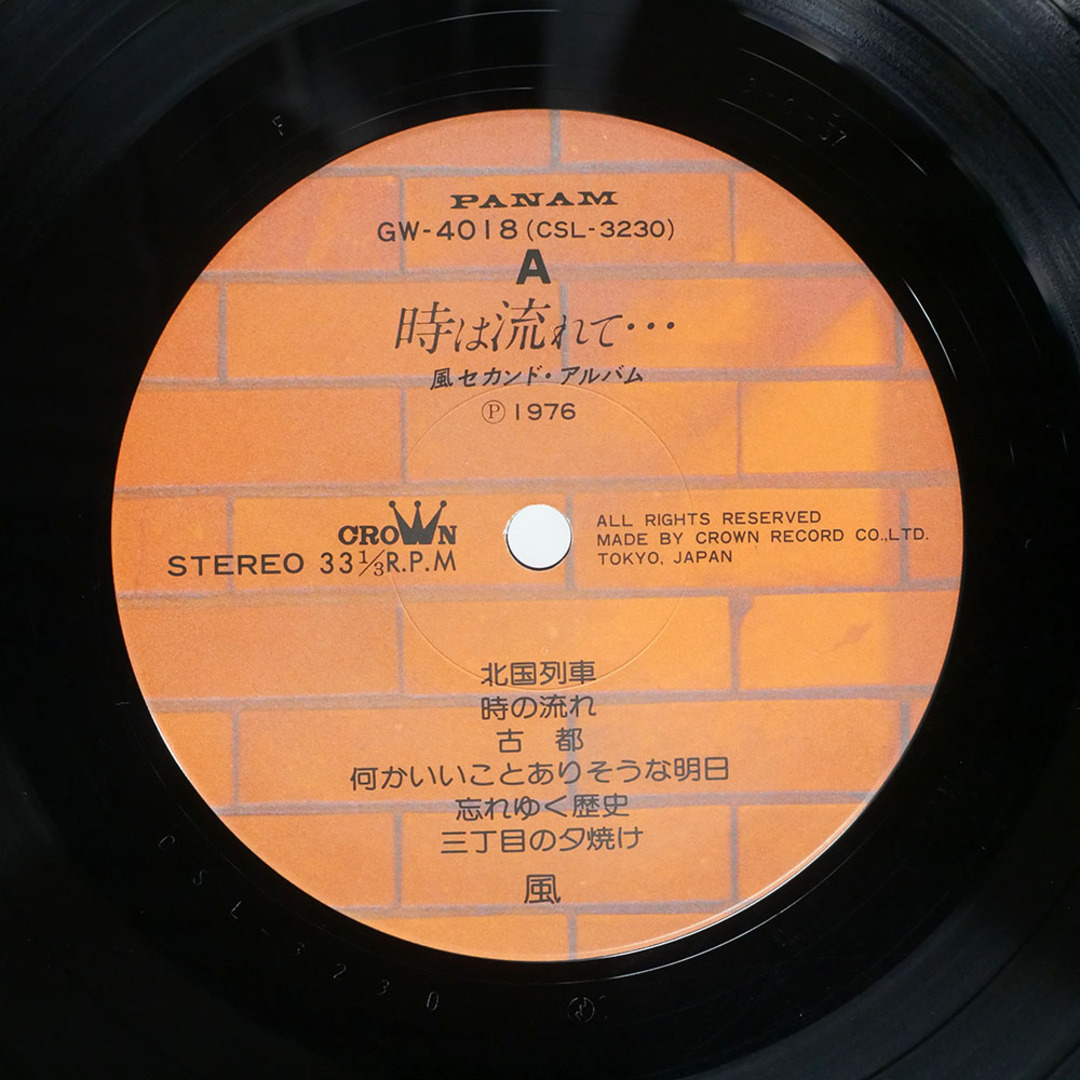 PANAM
GW-4018(CSL-3230)
A
時は流れて…
風セカンド・アルバム
Ⓟ1976
CROWN
STEREO 33⅓R.P.M
ALL RIGHTS RESERVED
MADE BY CROWN RECORD CO.,LTD.
TOKYO, JAPAN
北国列車
時の流れ
古 都
何かいいことありそうな明日
忘れゆく歴史
三丁目の夕焼け
風
F
CSL-3230